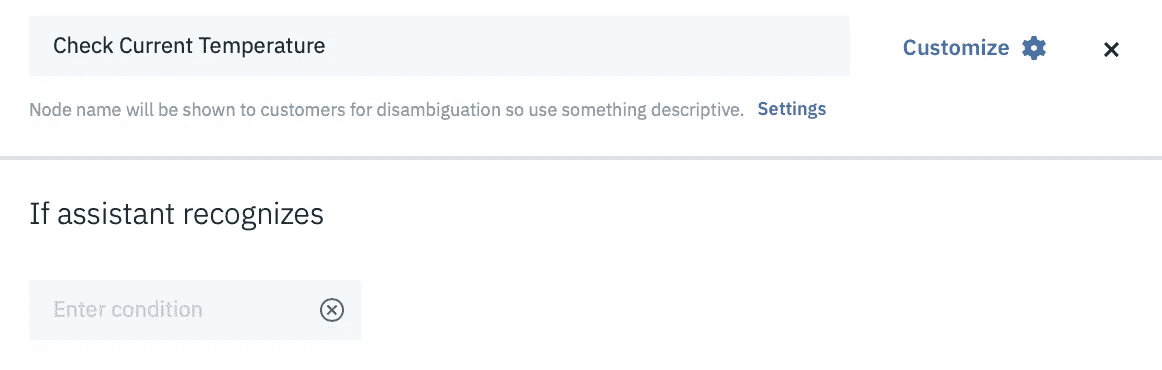 Check Current Temperature
Customize
Node name will be shown to customers for disambiguation so use something descriptive. Settings
If assistant recognizes
Enter condition